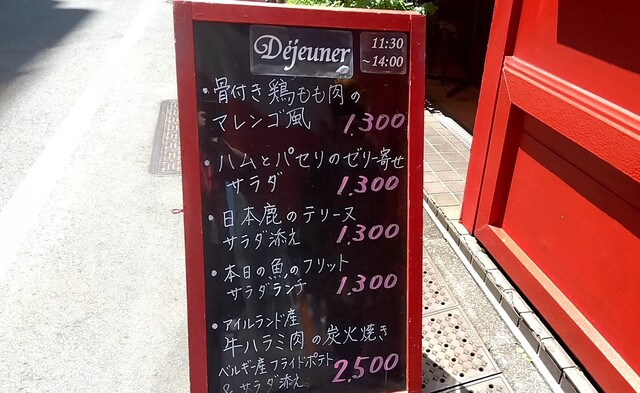 Déjeuner
11:30
~14:00
・骨付き鶏もも肉の
マレンゴ風 1.300
・ハムとパセリのゼリー寄せ
サラダ 1.300
・日本鹿のテリーヌ
サラダ添え 1.300
・本日の魚のフリット
サラダランチ 1.300
・アイルランド産
牛ハラミ肉の炭火焼き
ベルギー産フライドポテト 2.500
& サラダ添え